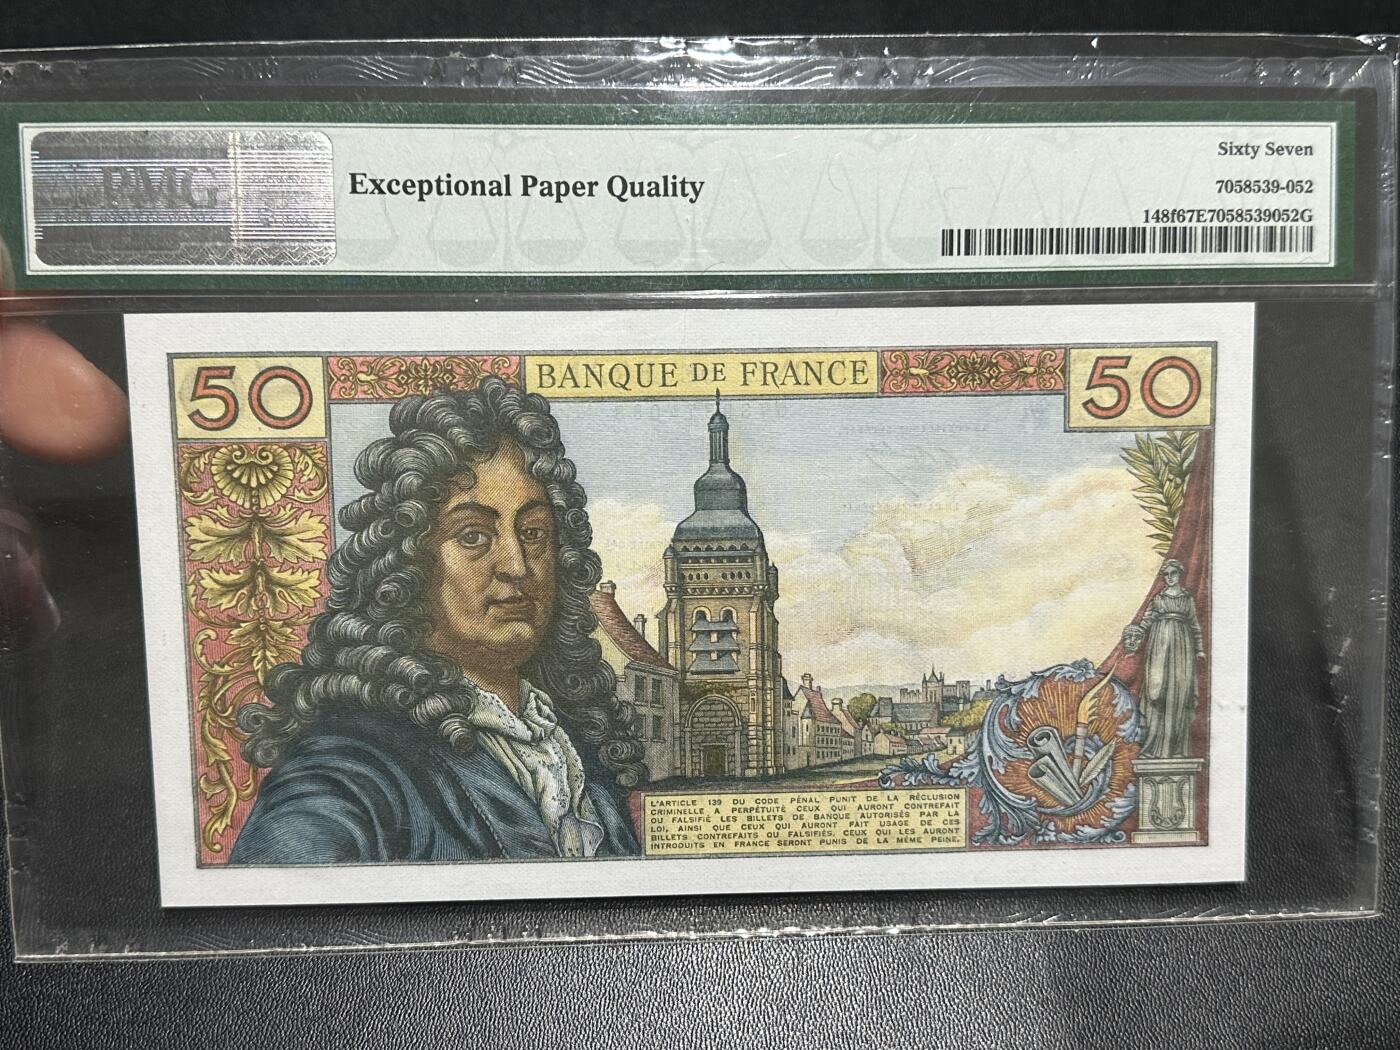 PMG
Exceptional Paper Quality
Sixty Seven
7058539-052
148f67E7058539052G
50
BANQUE DE FRANCE
50
L'ARTICLE 139 DU CODE PÉNAL PUNIT DE LA RÉCLUSION
CRIMINELLE A PERPÉTUITÉ CEUX QUI AURONT CONTREFAIT
OU FALSIFIÉ LES BILLETS DE BANQUE AUTORISÉS PAR LA
LOI, AINSI QUE CEUX QUI AURONT FAIT USAGE DE CES
BILLETS CONTREFAITS OU FALSIFIÉS. CEUX QUI LES AURONT
INTRODUITS EN FRANCE SERONT PUNIS DE LA MÊME PEINE.